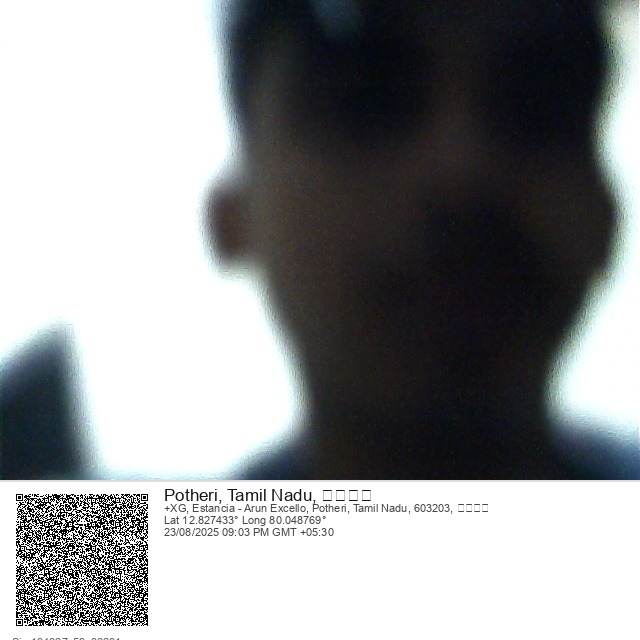 Potheri, Tamil Nadu, □□□□
+XG, Estancia - Arun Excello, Potheri, Tamil Nadu, 603203, □□□□
Lat 12.827433° Long 80.048769°
23/08/2025 09:03 PM GMT +05:30